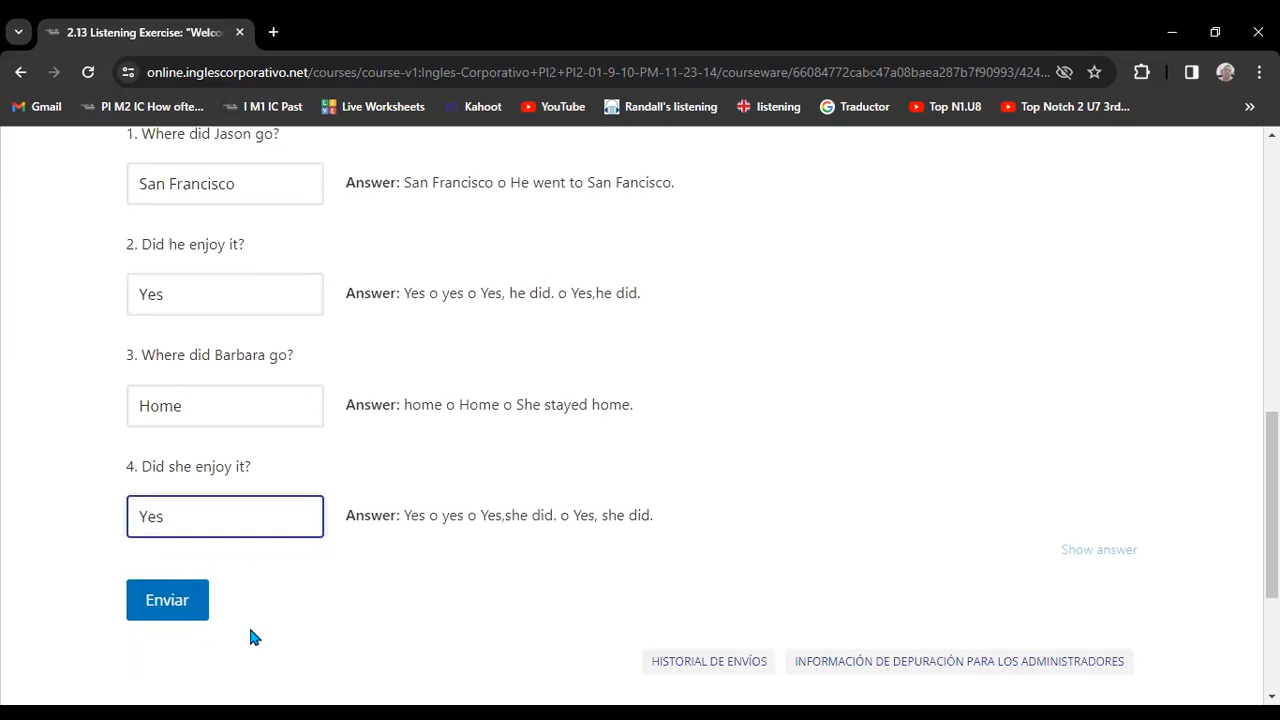 2.13 Listening Exercise: "Welco
online.inglescorporativo.net/courses/course-v1:Ingles-Corporativo+PI2+PI2-01-9-10-PM-11-23-14/courseware/66084772cabc47a08baea287b7f90993/424...
Gmail PI M2 IC How ofte... I M1 IC Past Live Worksheets Kahoot YouTube Randall's listening listening Traductor Top N1.U8 Top Notch 2 U7 3rd... »
1. Where did Jason go?
San Francisco Answer: San Francisco o He went to San Fancisco.
2. Did he enjoy it?
Yes Answer: Yes o yes o Yes, he did. o Yes,he did.
3. Where did Barbara go?
Home Answer: home o Home o She stayed home.
4. Did she enjoy it?
Yes Answer: Yes o yes o Yes,she did. o Yes, she did.
Show answer
Enviar
HISTORIAL DE ENVÍOS INFORMACIÓN DE DEPURACIÓN PARA LOS ADMINISTRADORES